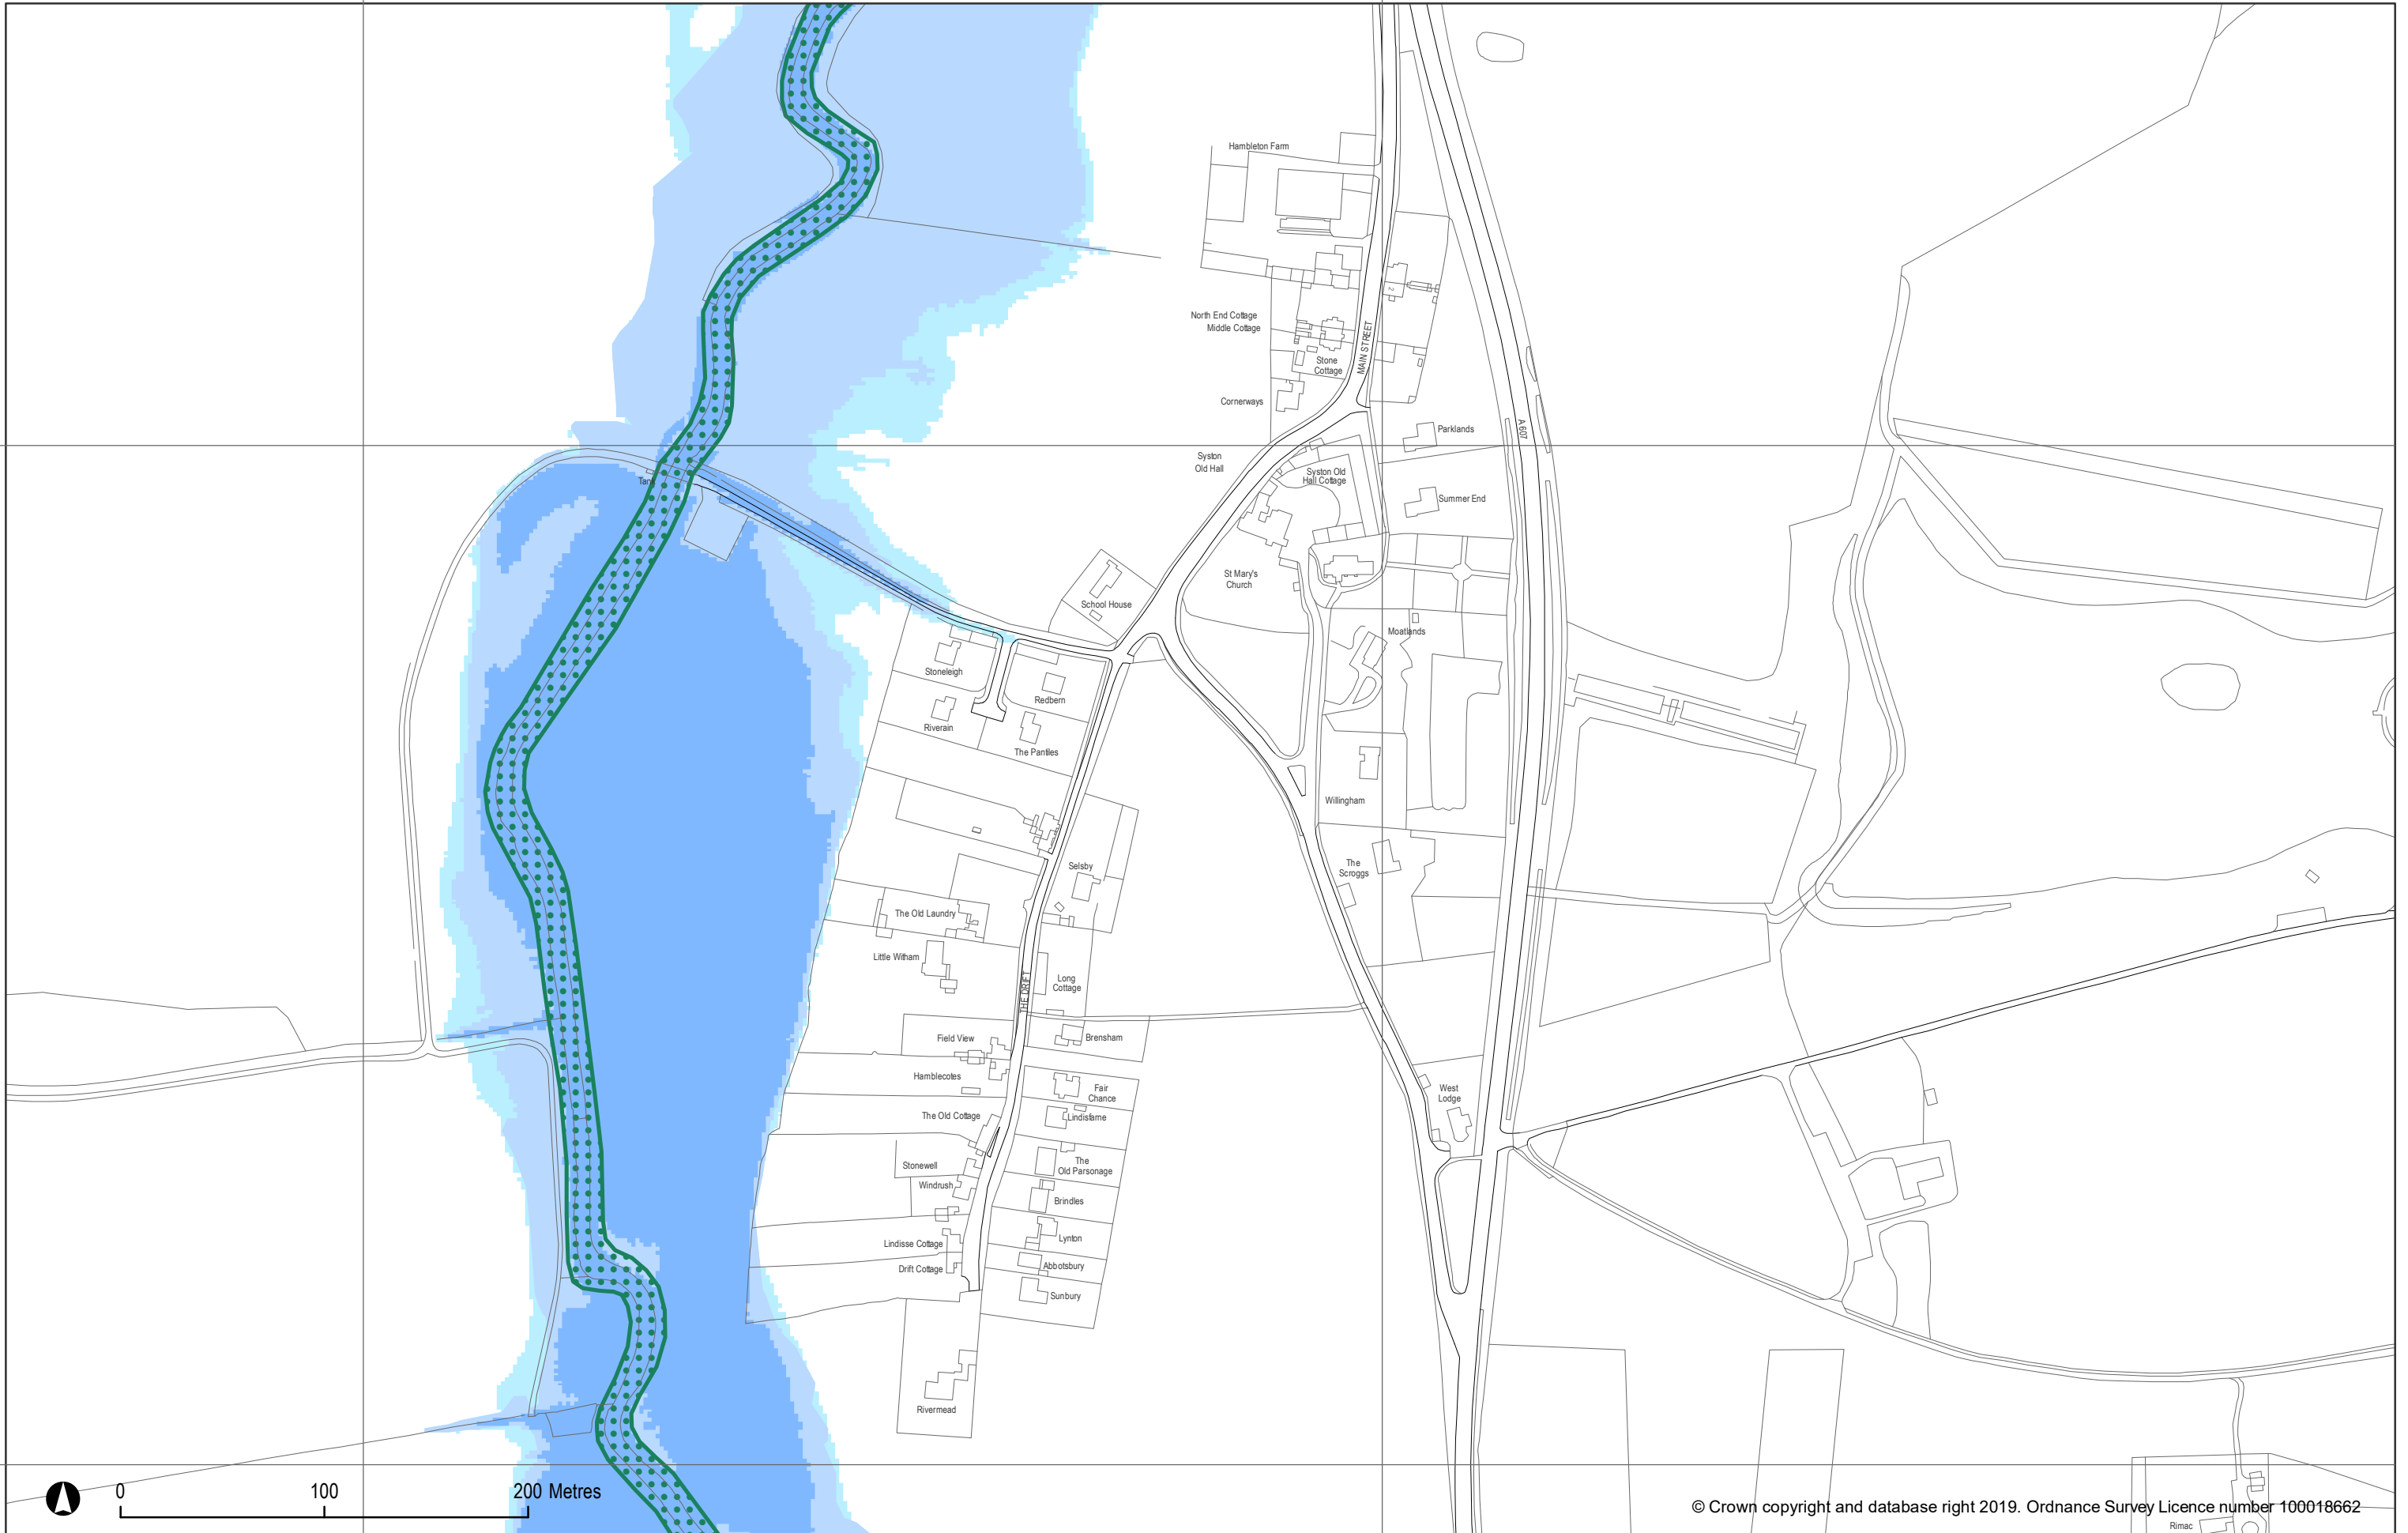 Hambleton Farm
2
North End Cottage
Middle Cottage
MAIN STREET
Stone
Cottage
Cornerways
A 607
Parklands
Syston
Old Hall
Syston Old
Hall Cottage
Tank
Summer End
St Mary's
Church
School House
Moatlands
Stoneleigh
Redbern
Riverain
The Pantiles
Willingham
The
Scroggs
Selsby
The Old Laundry
Little Witham
Long
Cottage
THE DRIFT
Field View
Brensham
Hamblecotes
Fair
Chance
West
Lodge
The Old Cottage
Lindisfarne
Stonewell
The
Old Parsonage
Windrush
Brindles
Lindisse Cottage
Lynton
Drift Cottage
Abbotsbury
Sunbury
Rivermead
0 100 200 Metres
© Crown copyright and database right 2019. Ordnance Survey Licence number 100018662
Rimac